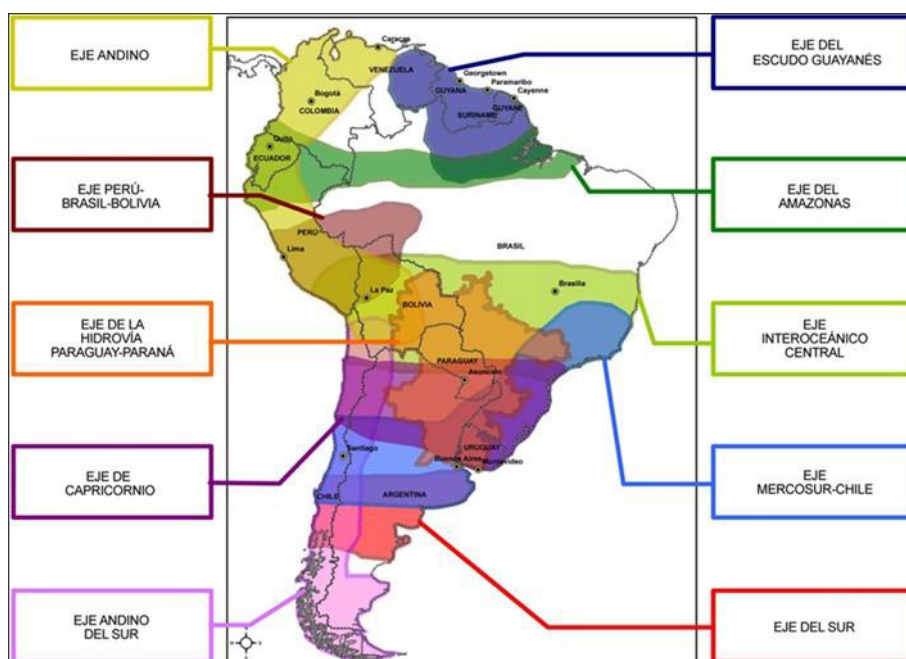 EJE ANDINO
EJE PERÚ-
BRASIL-BOLIVIA
EJE DE LA
HIDROVÍA
PARAGUAY-PARANÁ
EJE DE
CAPRICORNIO
EJE ANDINO
DEL SUR
Caracas
VENEZUELA
Georgetown
Paramaribo
GUYANA
Cayenne
Bogotá
COLOMBIA
SURINAME
GUYANE
Quito
ECUADOR
PERÚ
Lima
BRASIL
La Paz
Brasilia
BOLIVIA
PARAGUAY
Asunción
URUGUAY
Santiago
Buenos Aires
Montevideo
CHILE
ARGENTINA
EJE DEL
ESCUDO GUAYANÉS
EJE DEL
AMAZONAS
EJE
INTEROCEÁNICO
CENTRAL
EJE
MERCOSUR-CHILE
EJE DEL SUR